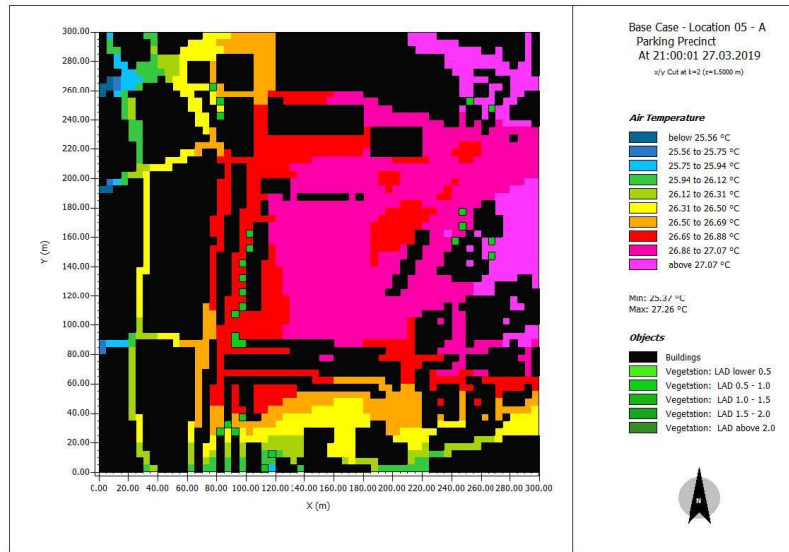 Base Case - Location 05 - A
Parking Precinct
At 21:00:01 27.03.2019
x/y Cut at k=2 (z=1.5000 m)
Air Temperature
below 25.56 °C
25.56 to 25.75 °C
25.75 to 25.94 °C
25.94 to 26.12 °C
26.12 to 26.31 °C
26.31 to 26.50 °C
26.50 to 26.69 °C
26.69 to 26.88 °C
26.88 to 27.07 °C
above 27.07 °C
Min: 25.37 °C
Max: 27.26 °C
Objects
Buildings
Vegetation: LAD lower 0.5
Vegetation: LAD 0.5 - 1.0
Vegetation: LAD 1.0 - 1.5
Vegetation: LAD 1.5 - 2.0
Vegetation: LAD above 2.0
N
Y (m)
300.00
280.00
260.00
240.00
220.00
200.00
180.00
160.00
140.00
120.00
100.00
80.00
60.00
40.00
20.00
0.00
0.00 20.00 40.00 60.00 80.00 100.00 120.00 140.00 160.00 180.00 200.00 220.00 240.00 260.00 280.00 300.00
X (m)